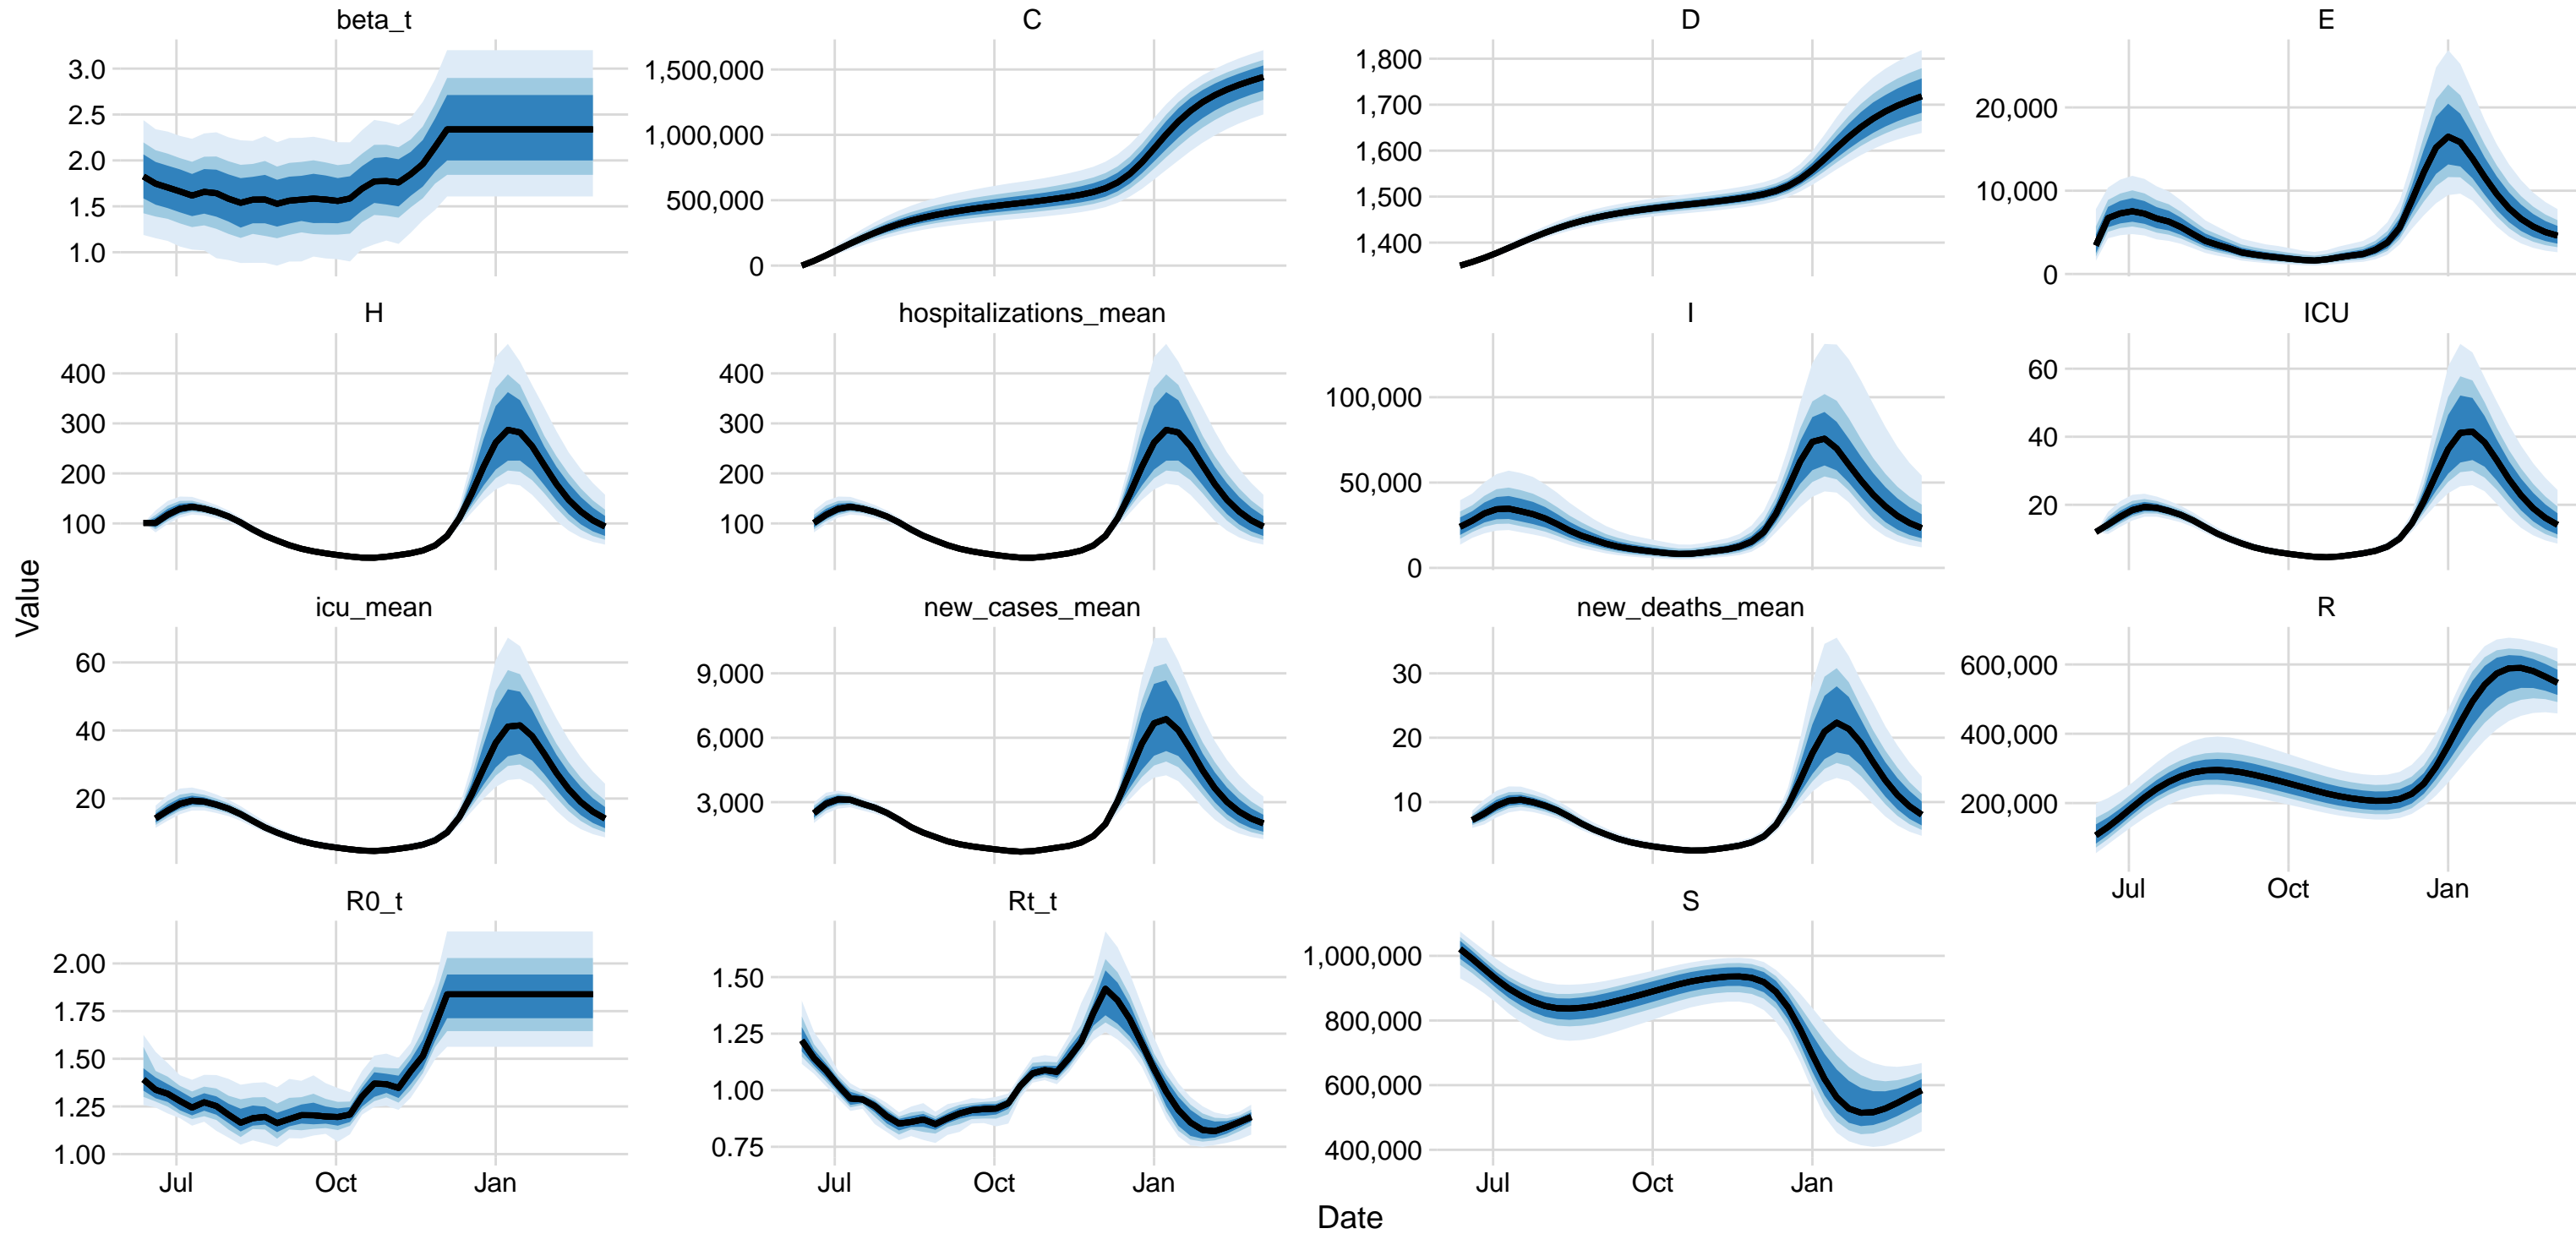 beta_t
C
D
E
3.0
2.5
2.0
1.5
1.0
1,500,000
1,000,000
500,000
0
1,800
1,700
1,600
1,500
1,400
20,000
10,000
0
H
hospitalizations_mean
I
ICU
400
300
200
100
400
300
200
100
100,000
50,000
0
60
40
20
icu_mean
new_cases_mean
new_deaths_mean
R
60
40
20
9,000
6,000
3,000
30
20
10
600,000
400,000
200,000
Jul Oct Jan
R0_t
Rt_t
S
2.00
1.75
1.50
1.25
1.00
1.50
1.25
1.00
0.75
1,000,000
800,000
600,000
400,000
Jul Oct Jan
Jul Oct Jan
Jul Oct Jan
Value
Date